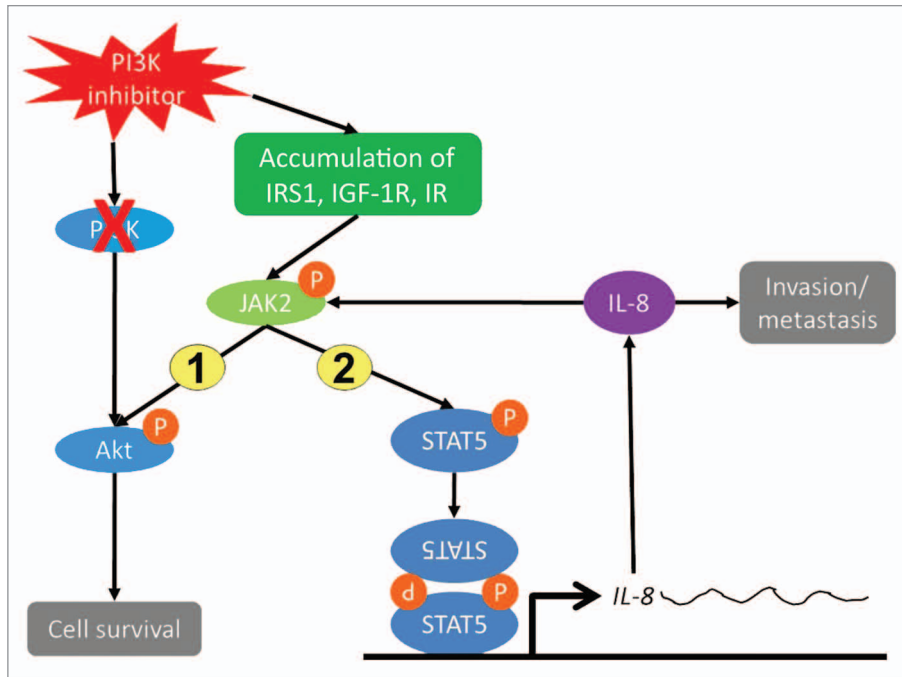 PI3K
inhibitor
Accumulation of
IRS1, IGF-1R, IR
X
P
JAK2
IL-8
Invasion/
metastasis
1
2
P
Akt
P
STAT5
STAT5
P
P
STAT5
IL-8
Cell survival